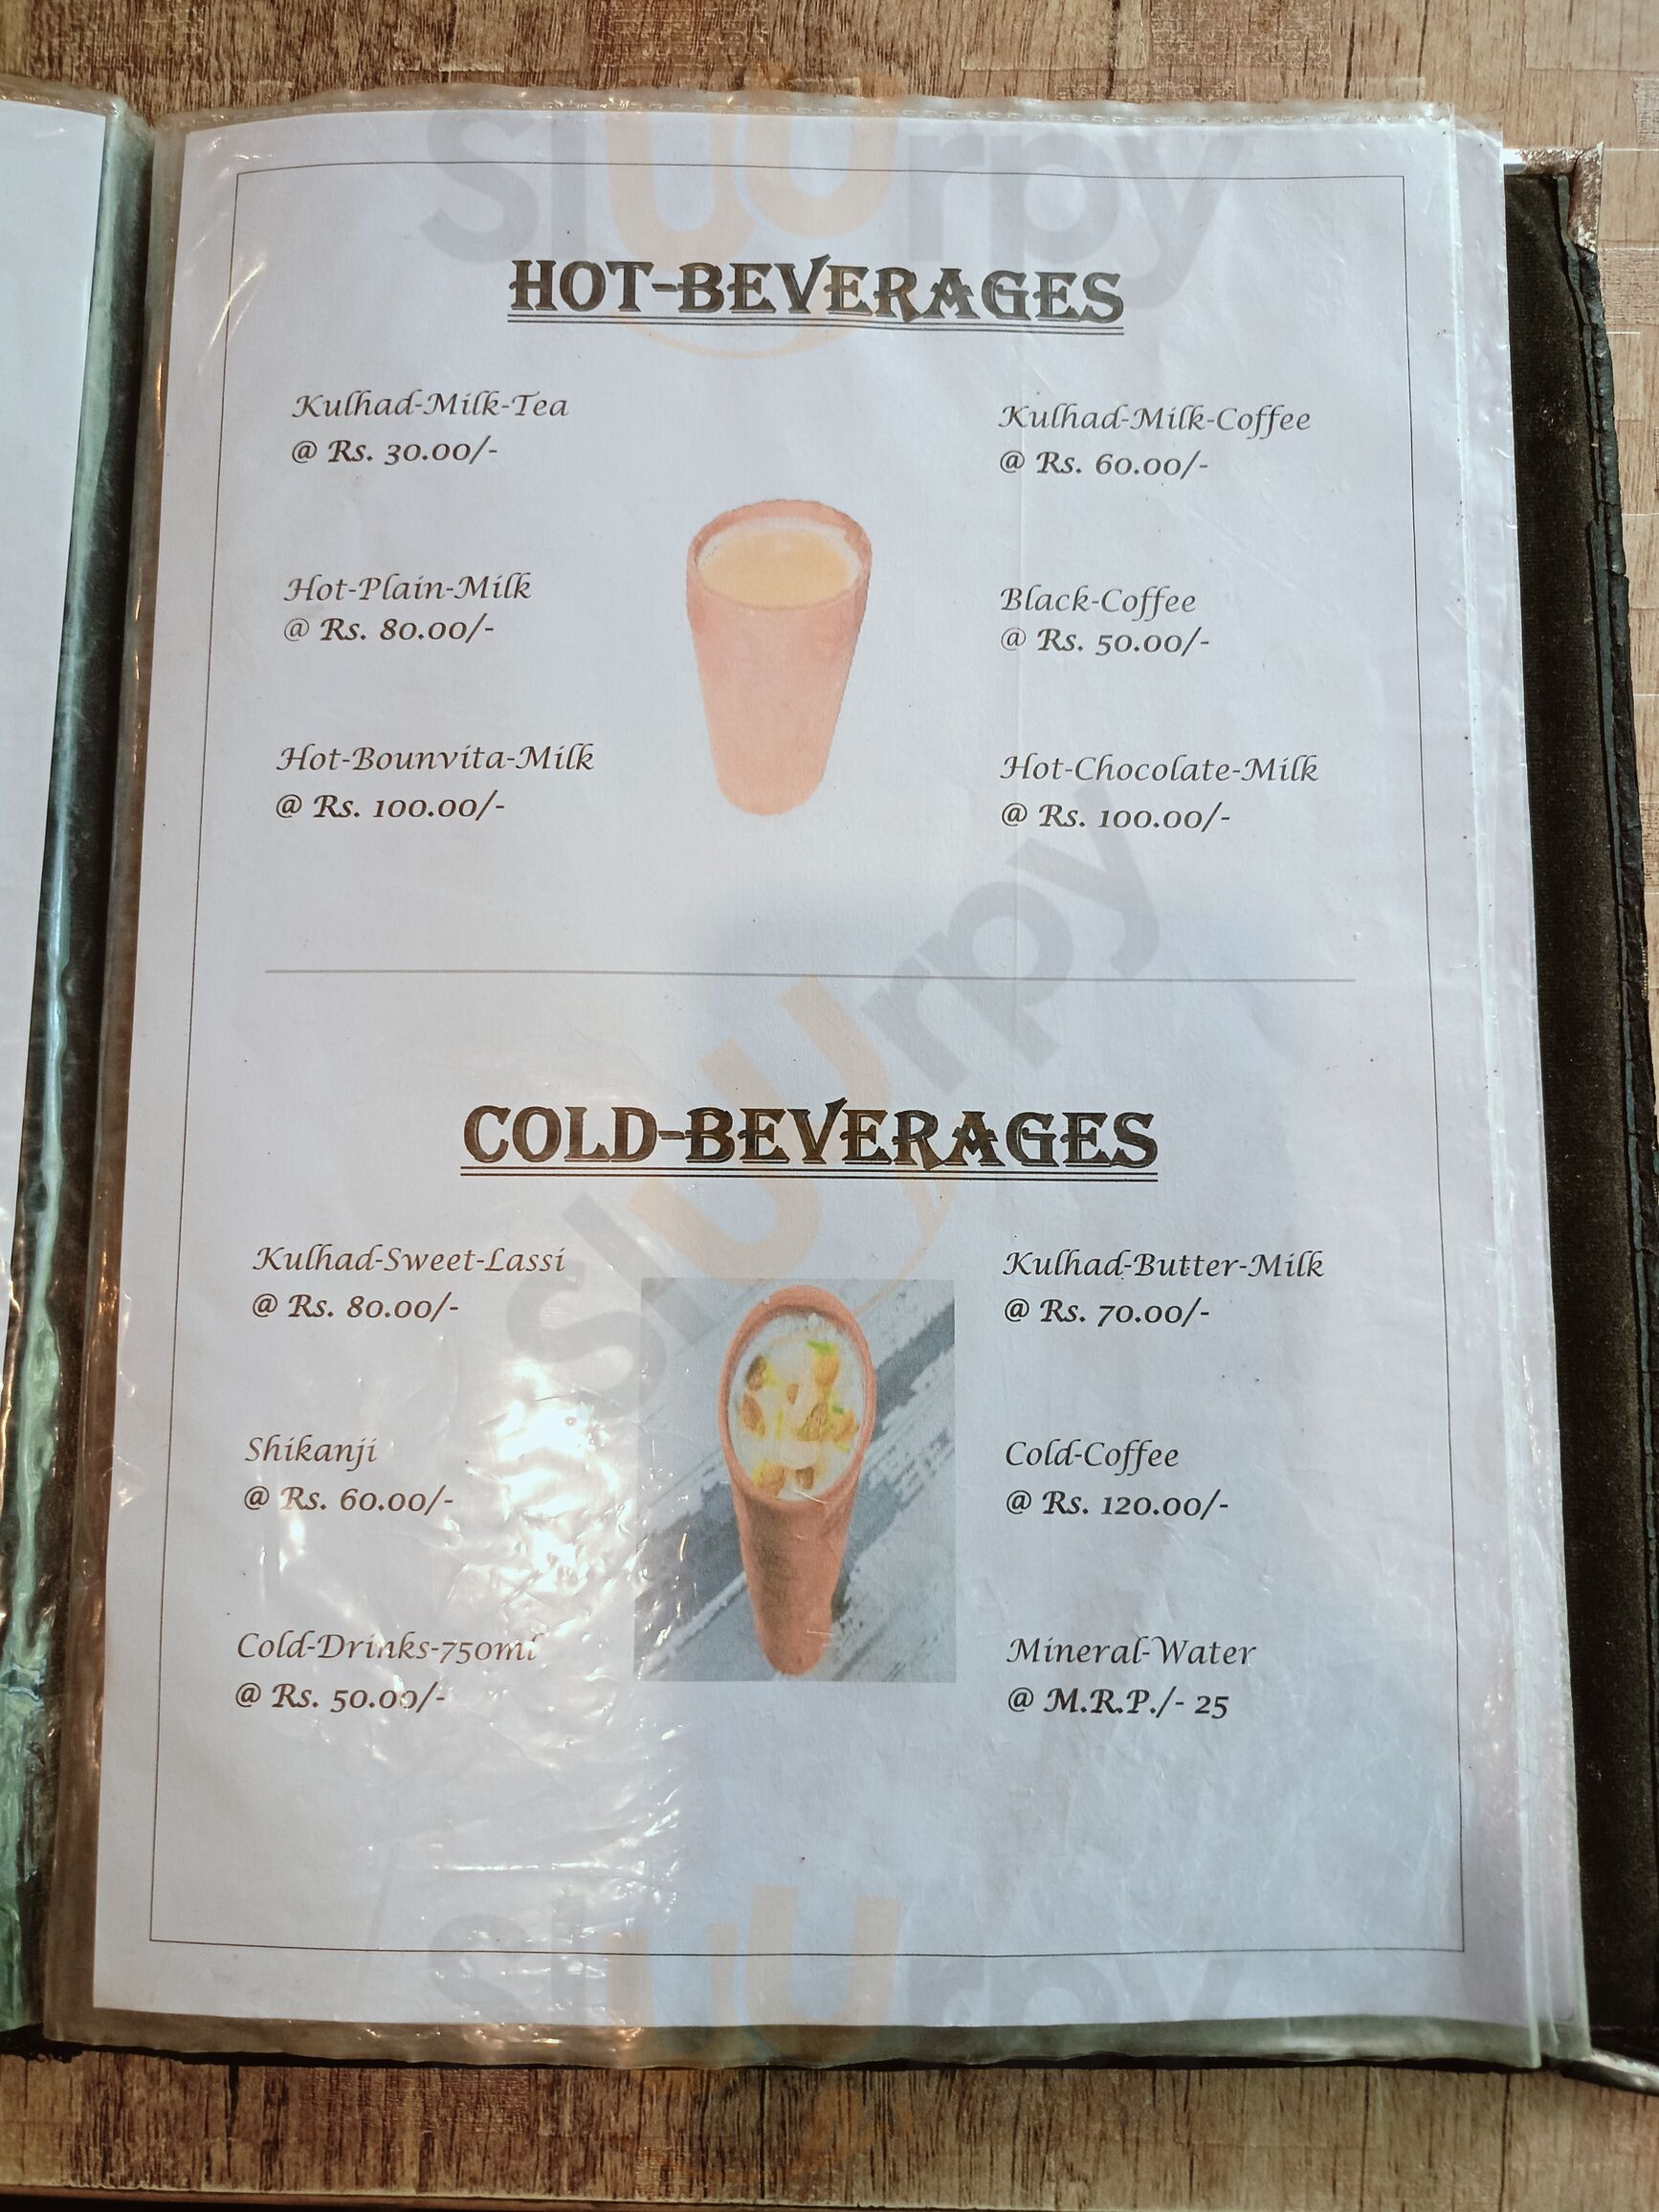 Sluurpy
HOT-BEVERAGES
Kulhad-Milk-Tea
@ Rs. 30.00/-
Kulhad-Milk-Coffee
@ Rs. 60.00/-
Hot-Plain-Milk
@ Rs. 80.00/-
Black-Coffee
@ Rs. 50.00/-
Hot-Bounvita-Milk
@ Rs. 100.00/-
Hot-Chocolate-Milk
@ Rs. 100.00/-
Sluurpy
COLD-BEVERAGES
Kulhad-Sweet-Lassi
@ Rs. 80.00/-
Kulhad-Butter-Milk
@ Rs. 70.00/-
Shikanji
@ Rs. 60.00/-
Cold-Coffee
@ Rs. 120.00/-
Cold-Drinks-750ml
@ Rs. 50.00/-
Mineral-Water
@ M.R.P./- 25
Sluurpy